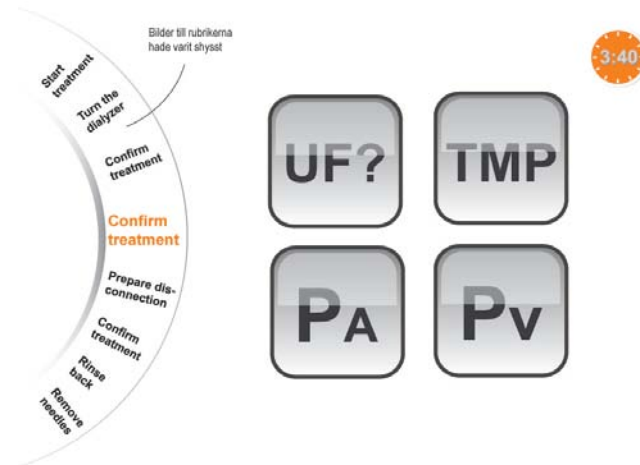 Bilder till rubrikerna
hade varit shysst
3:40
Start
treatment
Turn the
dialyzer
Confirm
treatment
Confirm
treatment
Prepare dis-
connection
Confirm
treatment
Rinse
back
Remove
needles
UF?
TMP
PA
PV